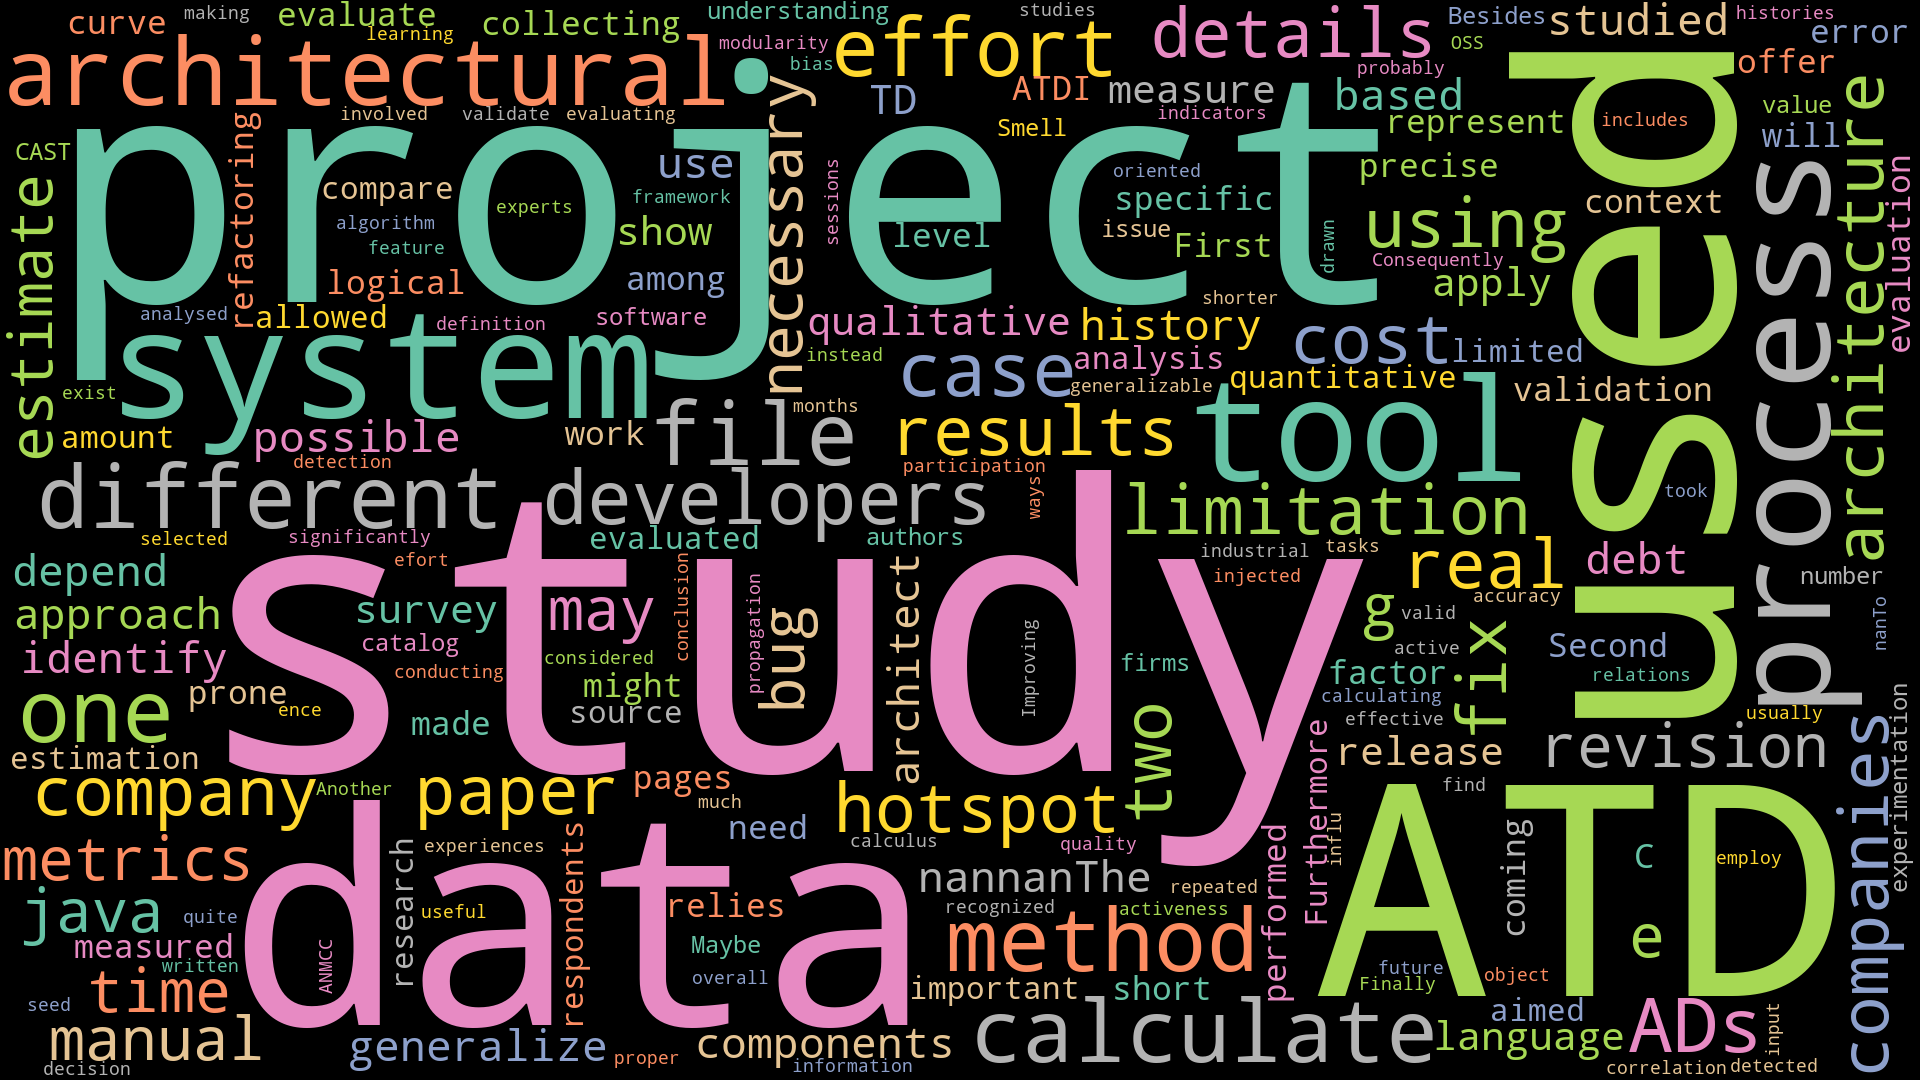 making
evaluate
curve
learning
collecting
understanding
studies
effort
details
Besides
studied
histories
OSS
error
architectural
modularity
bias
probably
offer
necessary
TD
ATDI
measure
based
involved
validate
evaluating
Smell
indicators
represent
includes
value
will
architecture
CAST
refactoring
project
use
compare
framework
experts
sessions
oriented
specific
precise
used
context
process
evaluation
estimate
algorithm
feature
show
level
issue
First
drawn
using
Consequently
logical
among
apply
analysed
allowed
definition
software
qualitative
history
shorter
cost
limited
system
instead
case
analysis
generalizable
quantitative
validation
exist
amount
possible
work
file
months
results
tool
detection
participation
ways
different
developers
limitation
took
selected
significantly
evaluated
authors
industrial
tasks
real
debt
depend
efort
conclusion
injected
accuracy
number
approach
study
survey
may
propagation
bug
architect
Improving
g
valid
fix
nanTo
identify
catalog
considered
conducting
might
firms
active
Second
factor
relations
one
prone
ence
made
source
two
calculating
effective
usually
estimation
release
revision
experimentation
company
Another
paper
pages
much
need
hotspot
Furthermore
find
companies
metrics
experiences
research
respondents
calculus
quality
performed
influ
coming
C
employ
java
quite
useful
data
relies
nannanThe
repeated
recognized
activeness
ATD
measured
written
ANMCC
Maybe
overall
method
e
future
Finally
object
seed
time
important
short
aimed
manual
decision
generalize
proper
components
information
calculate
language
ADs
input
correlation
detected